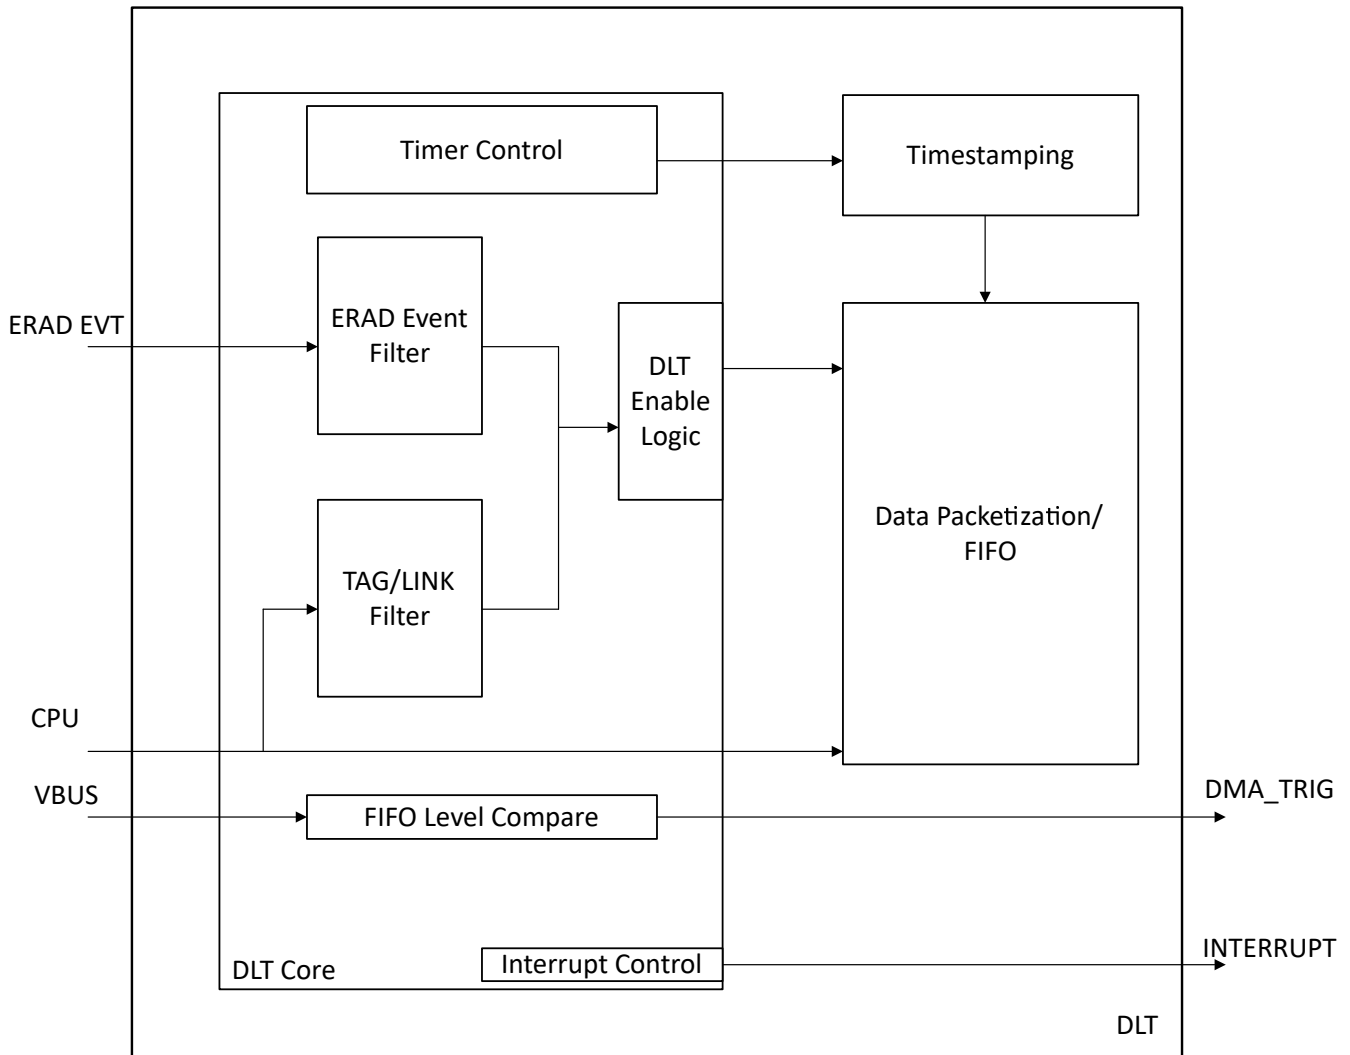 Timer Control
Timestamping
ERAD EVT
ERAD Event
Filter
DLT
Enable
Logic
Data Packetization/
FIFO
TAG/LINK
Filter
CPU
VBUS
FIFO Level Compare
DMA_TRIG
INTERRUPT
Interrupt Control
DLT Core
DLT